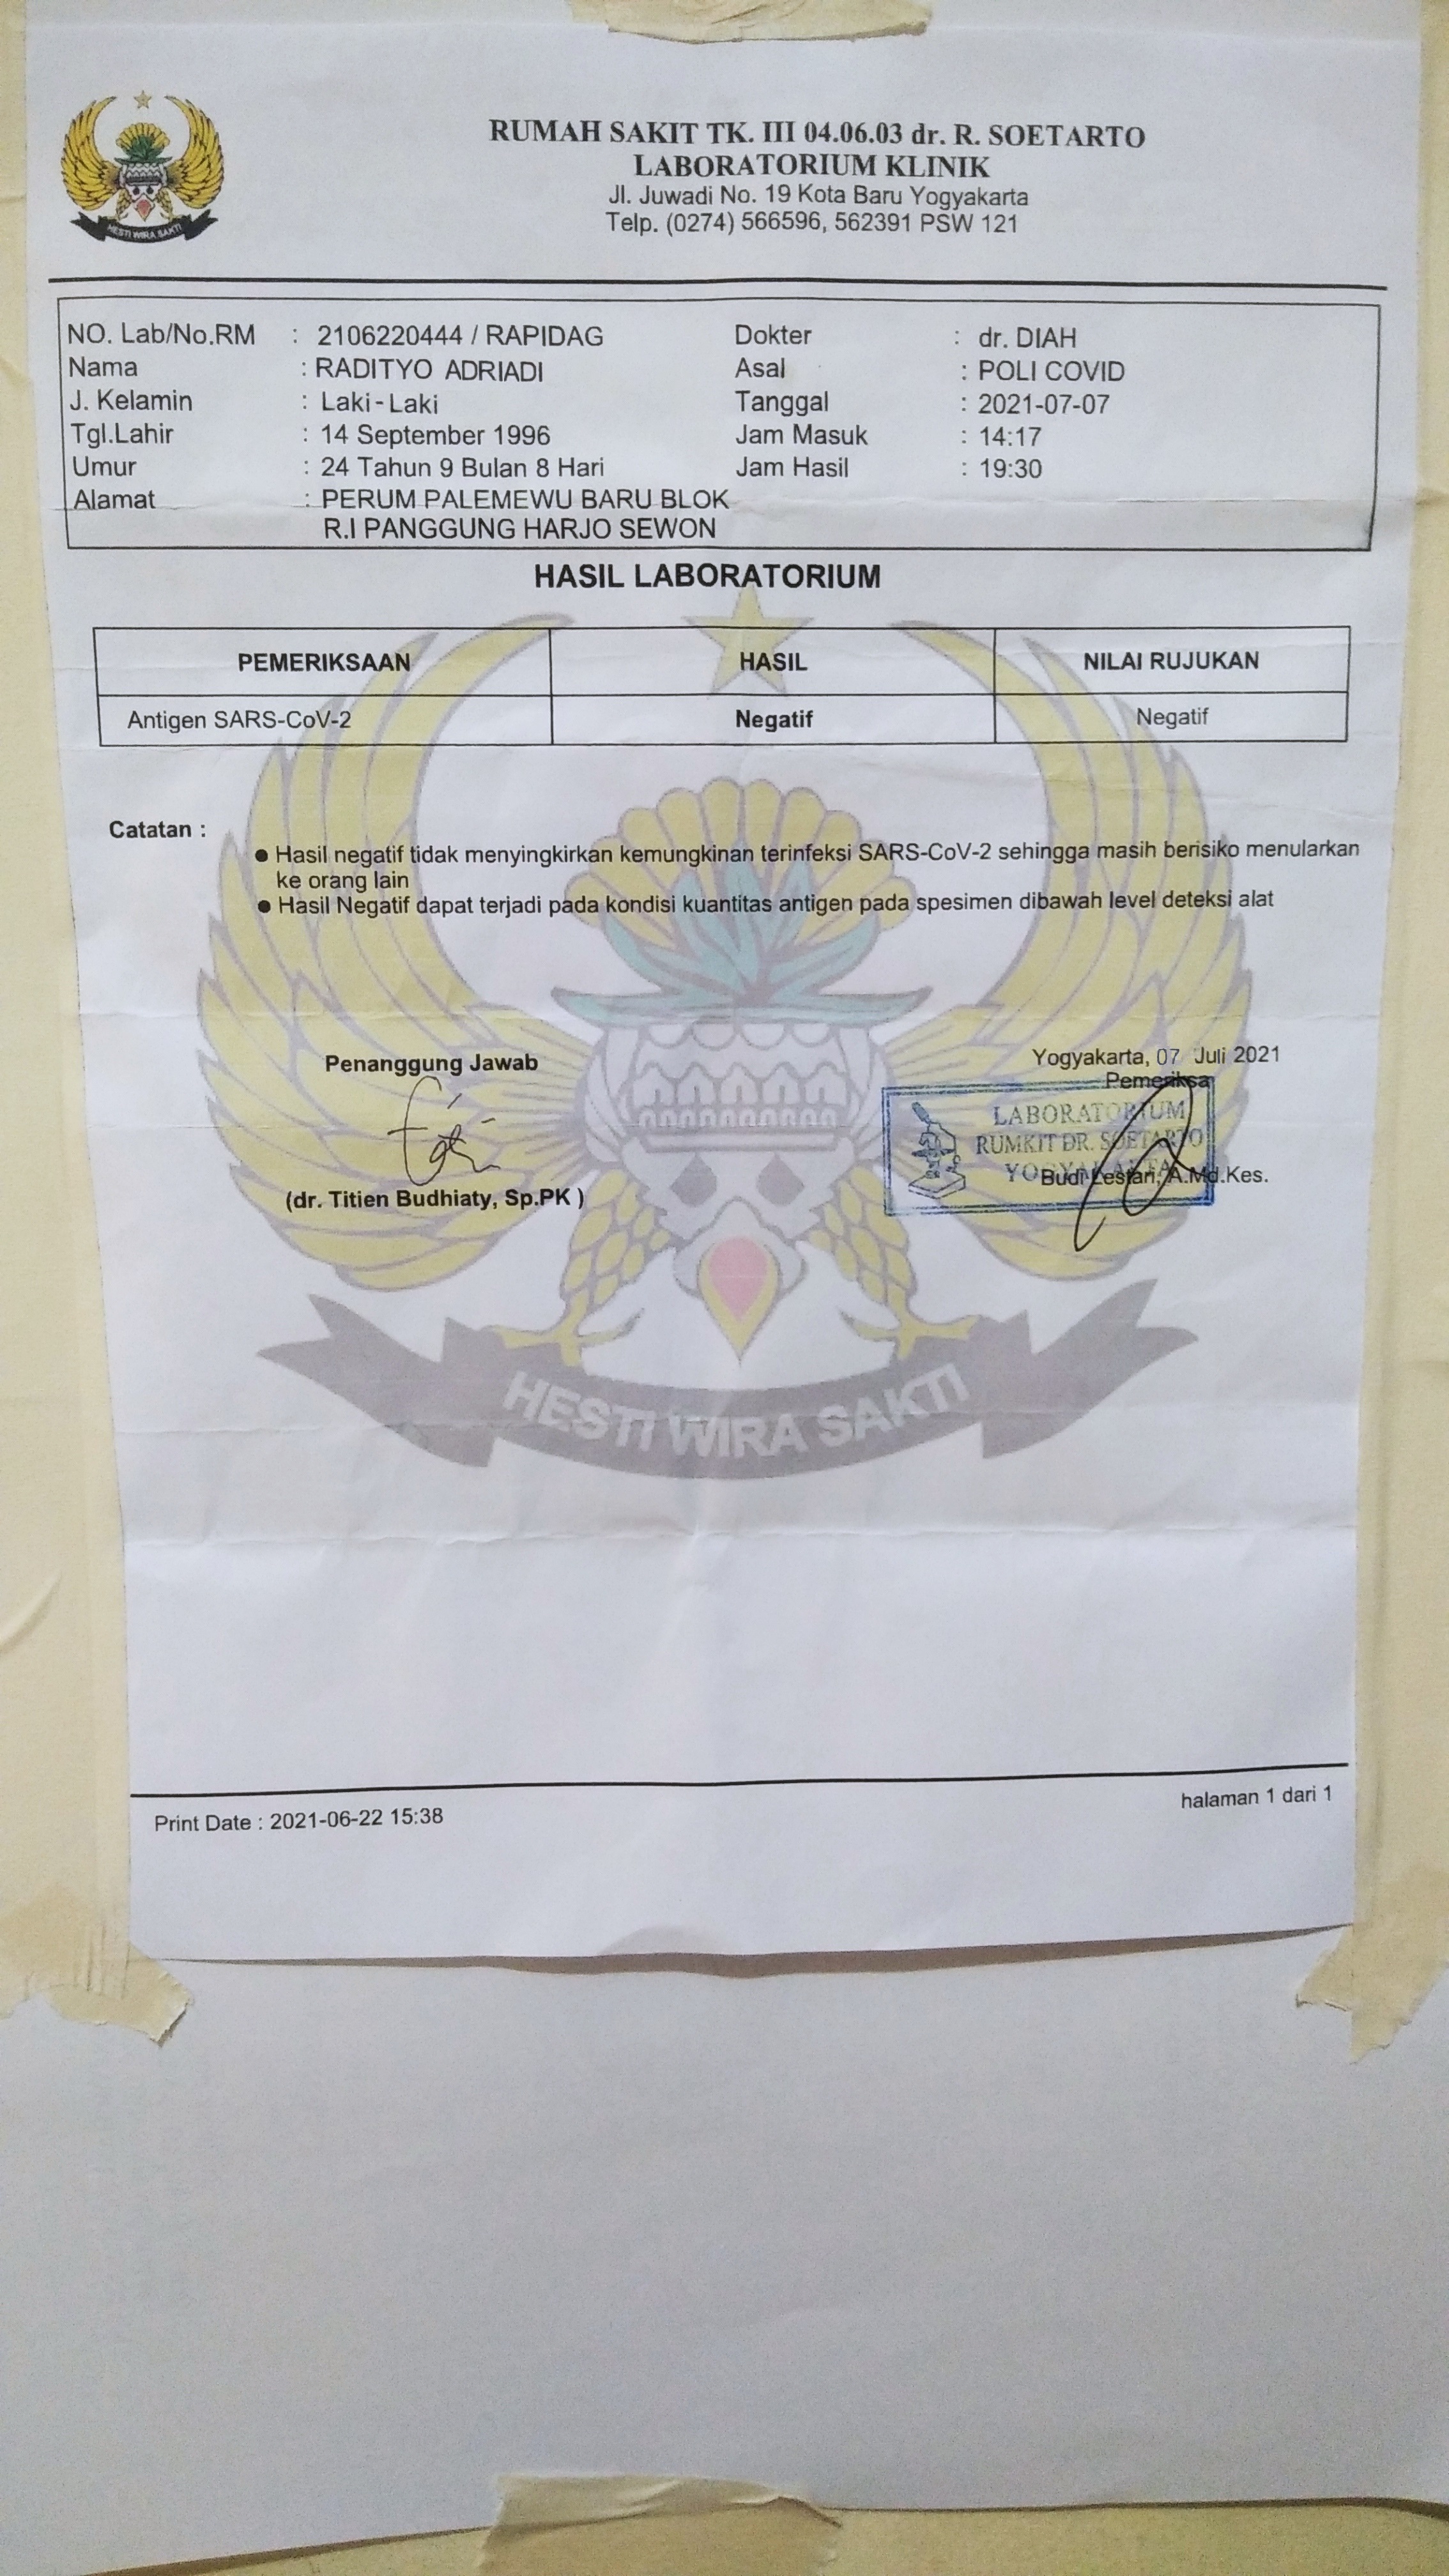 HESTI WIRA SAKTI
RUMAH SAKIT TK. III 04.06.03 dr. R. SOETARTO
LABORATORIUM KLINIK
Jl. Juwadi No. 19 Kota Baru Yogyakarta
Telp. (0274) 566596, 562391 PSW 121
NO. Lab/No.RM : 2106220444 / RAPIDAG Dokter : dr. DIAH
Nama : RADITYO ADRIADI Asal : POLI COVID
J. Kelamin : Laki-Laki Tanggal : 2021-07-07
Tgl.Lahir : 14 September 1996 Jam Masuk : 14:17
Umur : 24 Tahun 9 Bulan 8 Hari Jam Hasil : 19:30
Alamat : PERUM PALEMEWU BARU BLOK
R.I PANGGUNG HARJO SEWON
HASIL LABORATORIUM
PEMERIKSAAN HASIL NILAI RUJUKAN
Antigen SARS-CoV-2 Negatif Negatif
Catatan :
● Hasil negatif tidak menyingkirkan kemungkinan terinfeksi SARS-CoV-2 sehingga masih berisiko menularkan
ke orang lain
● Hasil Negatif dapat terjadi pada kondisi kuantitas antigen pada spesimen dibawah level deteksi alat
Penanggung Jawab Yogyakarta, 07 Juli 2021
Pemeriksa
LABORATORIUM
RUMKIT DR. SOETARTO
YOGYAKARTA
(dr. Titien Budhiaty, Sp.PK ) Budi Lestari, A.Md.Kes.
HESTI WIRA SAKTI
Print Date : 2021-06-22 15:38 halaman 1 dari 1